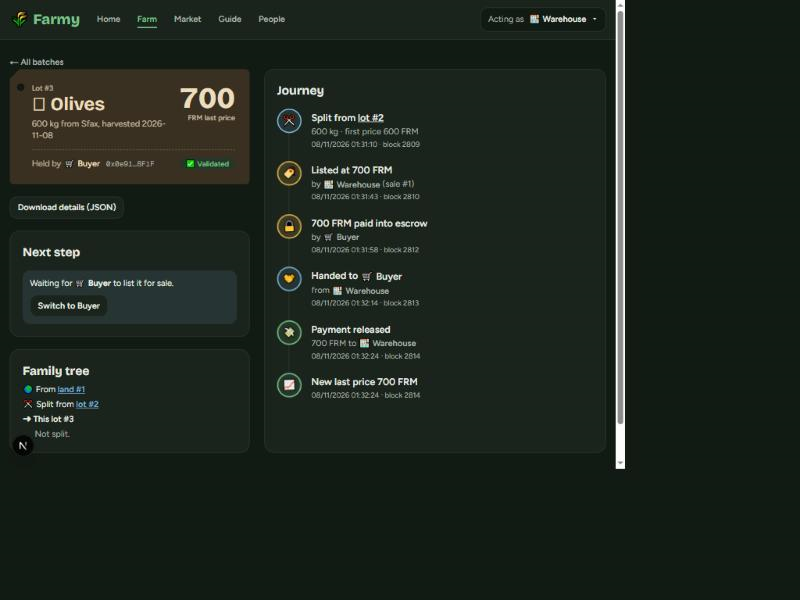 Farmy
Home Farm Market Guide People
Acting as Warehouse
← All batches
Lot #3
Olives
700
FRM last price
600 kg from Sfax, harvested 2026-
11-08
Held by Buyer 0x0e91…8F1F
Validated
Download details (JSON)
Next step
Waiting for Buyer to list it for sale.
Switch to Buyer
Family tree
From land #1
Split from lot #2
→ This lot #3
Not split.
N
Journey
Split from lot #2
600 kg · first price 600 FRM
08/11/2026 01:31:10 · block 2809
Listed at 700 FRM
by Warehouse (sale #1)
08/11/2026 01:31:43 · block 2810
700 FRM paid into escrow
by Buyer
08/11/2026 01:31:58 · block 2812
Handed to Buyer
from Warehouse
08/11/2026 01:32:14 · block 2813
Payment released
700 FRM to Warehouse
08/11/2026 01:32:24 · block 2814
New last price 700 FRM
08/11/2026 01:32:24 · block 2814